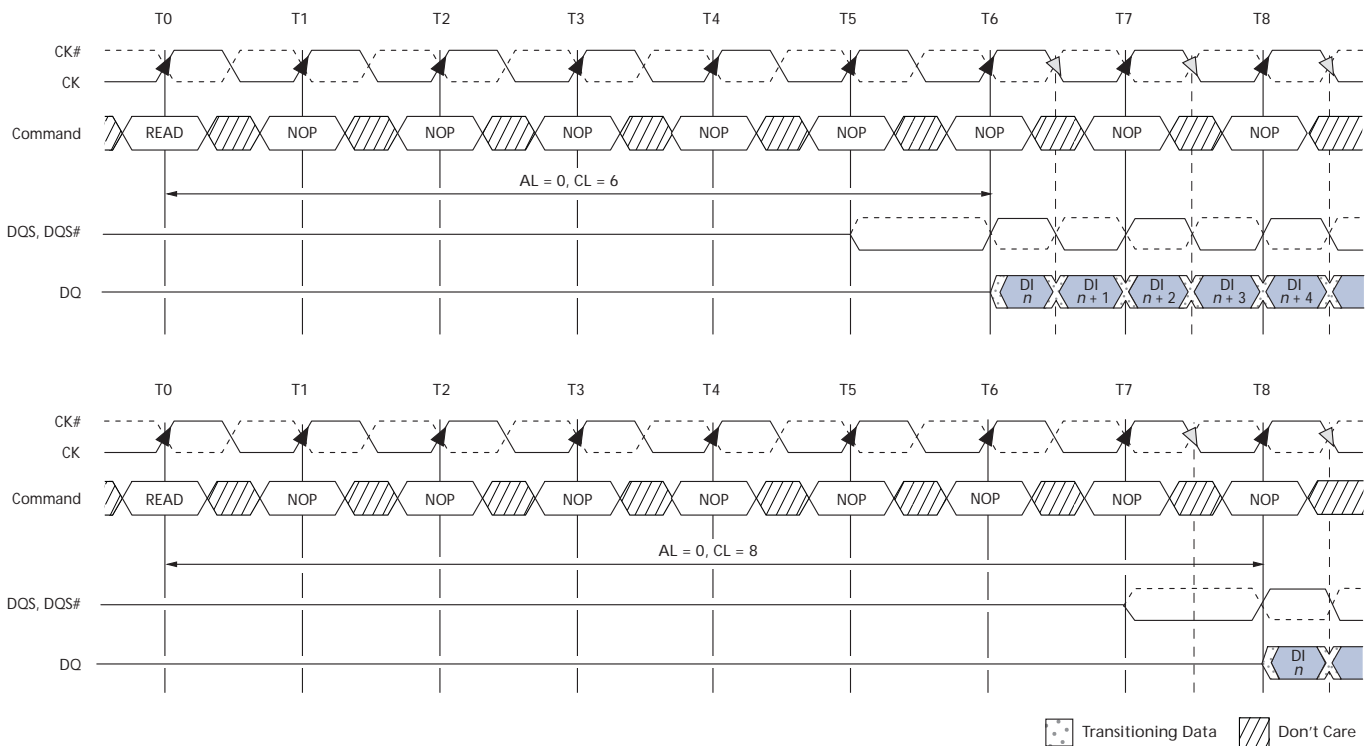 T0 T1 T2 T3 T4 T5 T6 T7 T8
CK#
CK
Command READ NOP NOP NOP NOP NOP NOP NOP NOP
AL = 0, CL = 6
DQS, DQS#
DQ DI n DI n + 1 DI n + 2 DI n + 3 DI n + 4
T0 T1 T2 T3 T4 T5 T6 T7 T8
CK#
CK
Command READ NOP NOP NOP NOP NOP NOP NOP NOP
AL = 0, CL = 8
DQS, DQS#
DQ DI n
Transitioning Data Don't Care